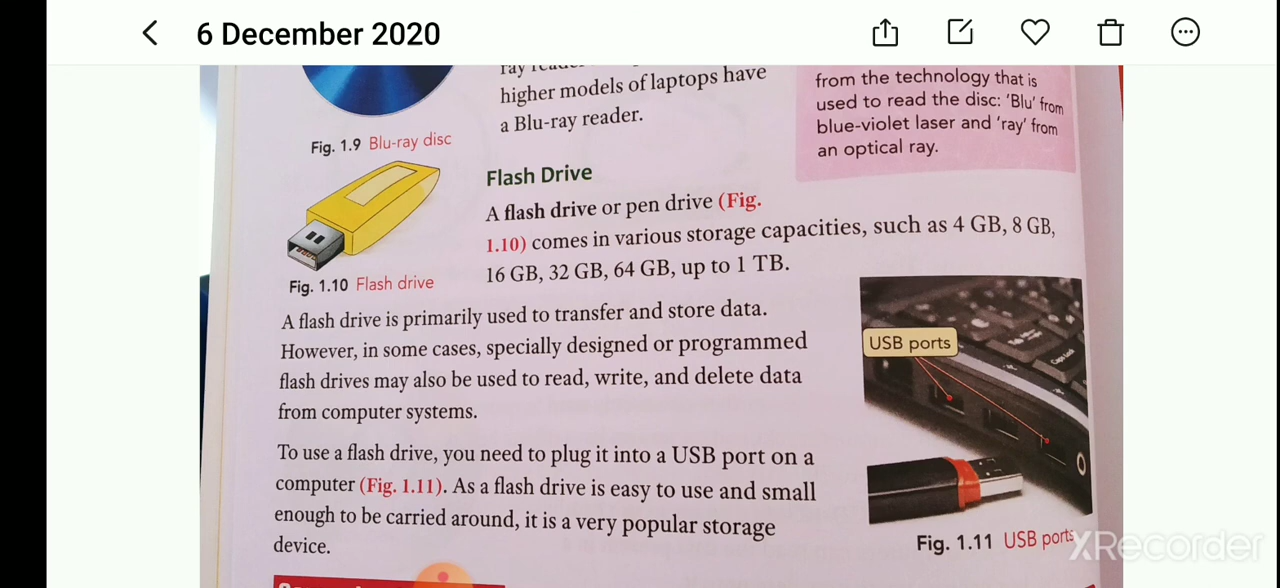 6 December 2020
higher models of laptops have
a Blu-ray reader.
from the technology that is
used to read the disc: 'Blu' from
blue-violet laser and 'ray' from
an optical ray.
Fig. 1.9 Blu-ray disc
Flash Drive
A flash drive or pen drive (Fig.
1.10) comes in various storage capacities, such as 4 GB, 8 GB,
16 GB, 32 GB, 64 GB, up to 1 TB.
Fig. 1.10 Flash drive
A flash drive is primarily used to transfer and store data.
However, in some cases, specially designed or programmed
flash drives may also be used to read, write, and delete data
from computer systems.
USB ports
To use a flash drive, you need to plug it into a USB port on a
computer (Fig. 1.11). As a flash drive is easy to use and small
enough to be carried around, it is a very popular storage
device.
Fig. 1.11 USB ports
XRecorder